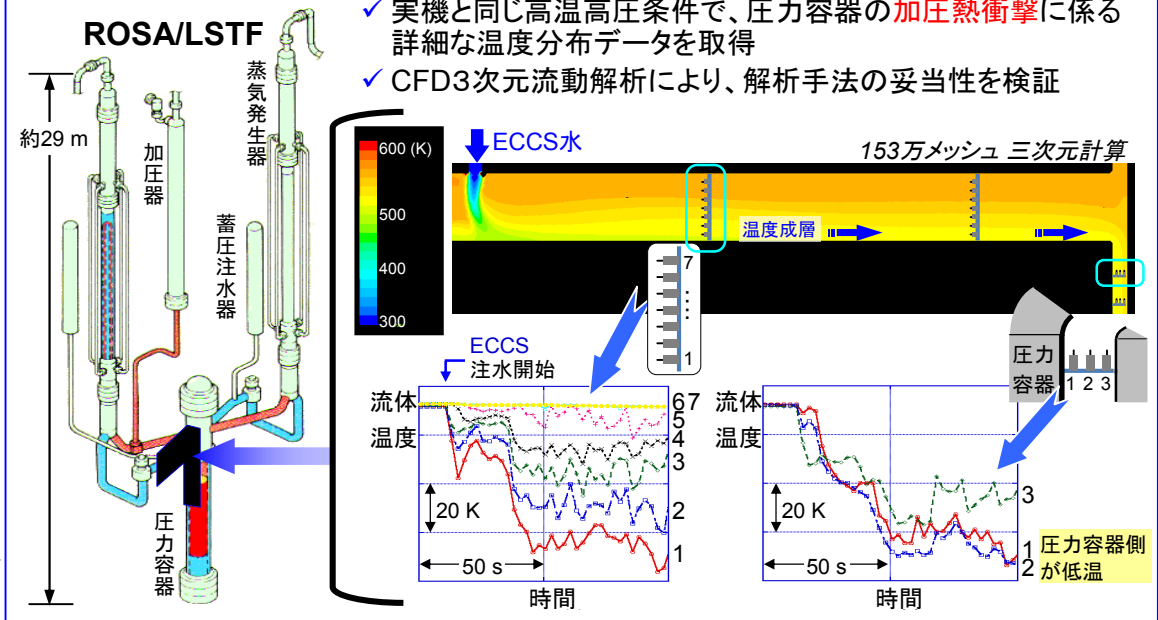 ✓ 実機と同じ高温高圧条件で、圧力容器の加圧熱衝撃に係る
詳細な温度分布データを取得
✓ CFD3次元流動解析により、解析手法の妥当性を検証
ROSA/LSTF
約29 m
加圧器
蒸気発生器
蓄圧注水器
圧力容器
600 (K)
500
400
300
ECCS水
153万メッシュ 三次元計算
温度成層
7
1
圧力
容器
1 2 3
ECCS
注水開始
流体
温度
67
5
4
3
2
1
20 K
50 s
時間
流体
温度
3
1
2
20 K
50 s
時間
圧力容器側
が低温